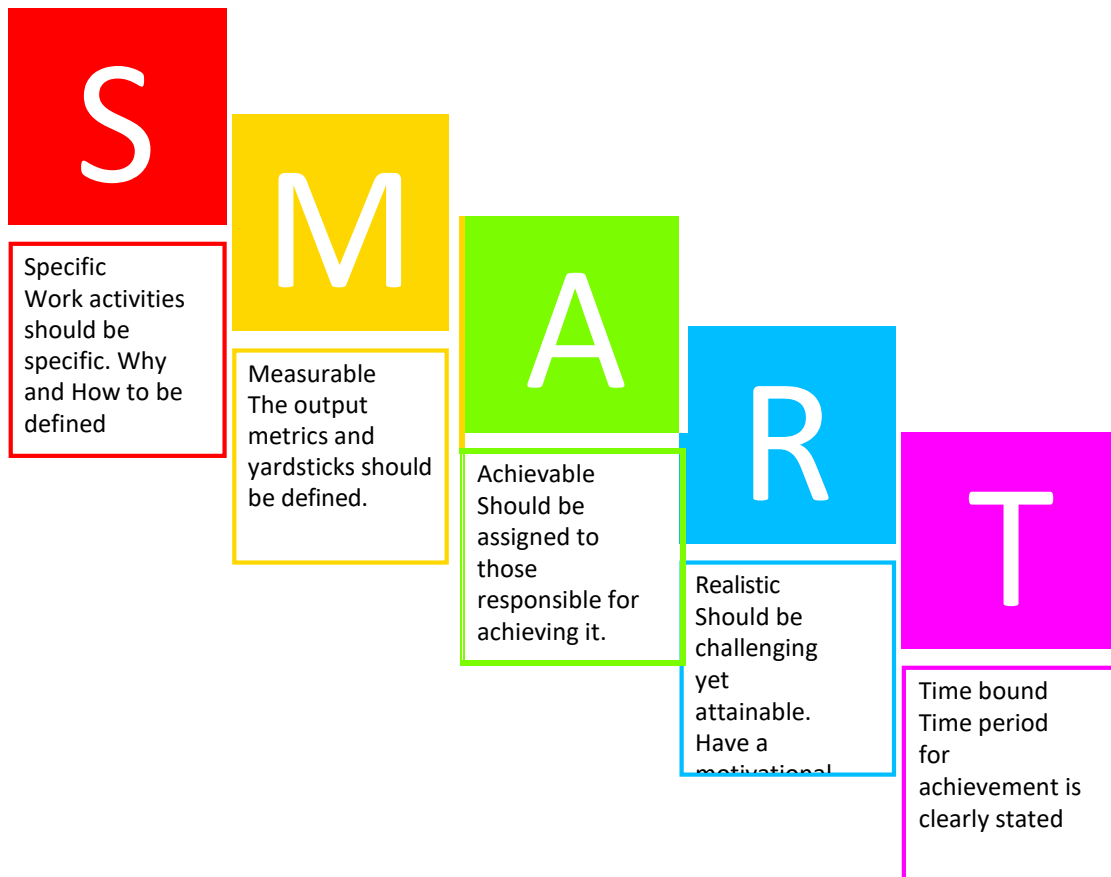 S
Specific
Work activities
should be
specific. Why
and How to be
defined
M
Measurable
The output
metrics and
yardsticks should
be defined.
A
Achievable
Should be
assigned to
those
responsible for
achieving it.
R
Realistic
Should be
challenging
yet
attainable.
Have a
motivational
T
Time bound
Time period
for
achievement is
clearly stated